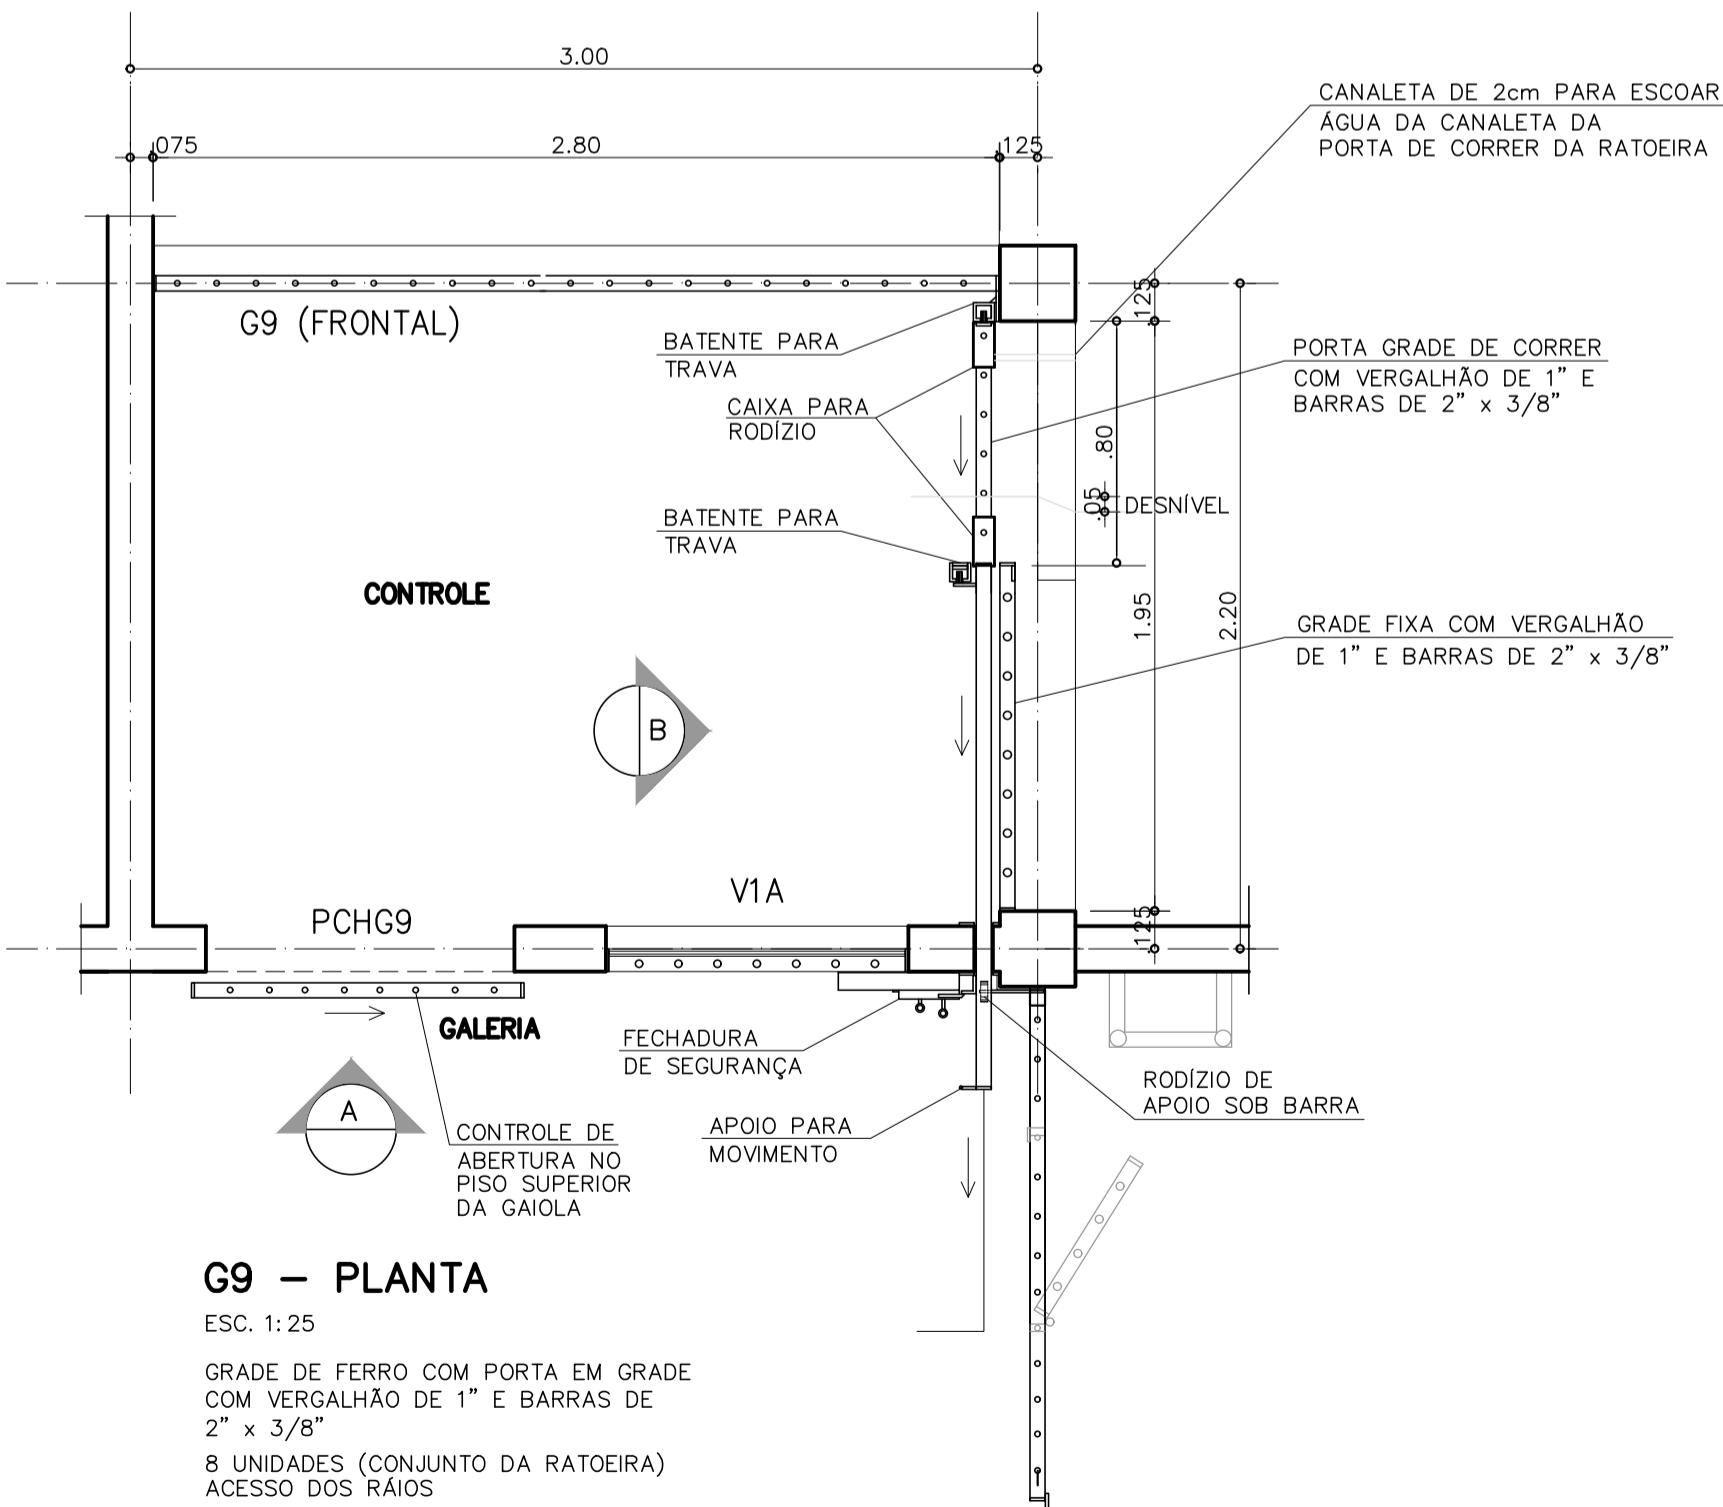 3.00
.075
2.80
.125
CANALETA DE 2cm PARA ESCOAR
ÁGUA DA CANALETA DA
PORTA DE CORRER DA RATOEIRA
G9 (FRONTAL)
BATENTE PARA
TRAVA
.125
PORTA GRADE DE CORRER
COM VERGALHÃO DE 1” E
BARRAS DE 2” x 3/8”
CAIXA PARA
RODÍZIO
.80
.05
DESNÍVEL
BATENTE PARA
TRAVA
CONTROLE
1.95
2.20
GRADE FIXA COM VERGALHÃO
DE 1” E BARRAS DE 2” x 3/8”
B
V1A
PCHG9
.125
GALERIA
FECHADURA
DE SEGURANÇA
RODÍZIO DE
APOIO SOB BARRA
A
CONTROLE DE
ABERTURA NO
PISO SUPERIOR
DA GAIOLA
APOIO PARA
MOVIMENTO
G9 – PLANTA
ESC. 1:25
GRADE DE FERRO COM PORTA EM GRADE
COM VERGALHÃO DE 1” E BARRAS DE
2” x 3/8”
8 UNIDADES (CONJUNTO DA RATOEIRA)
ACESSO DOS RÁIOS